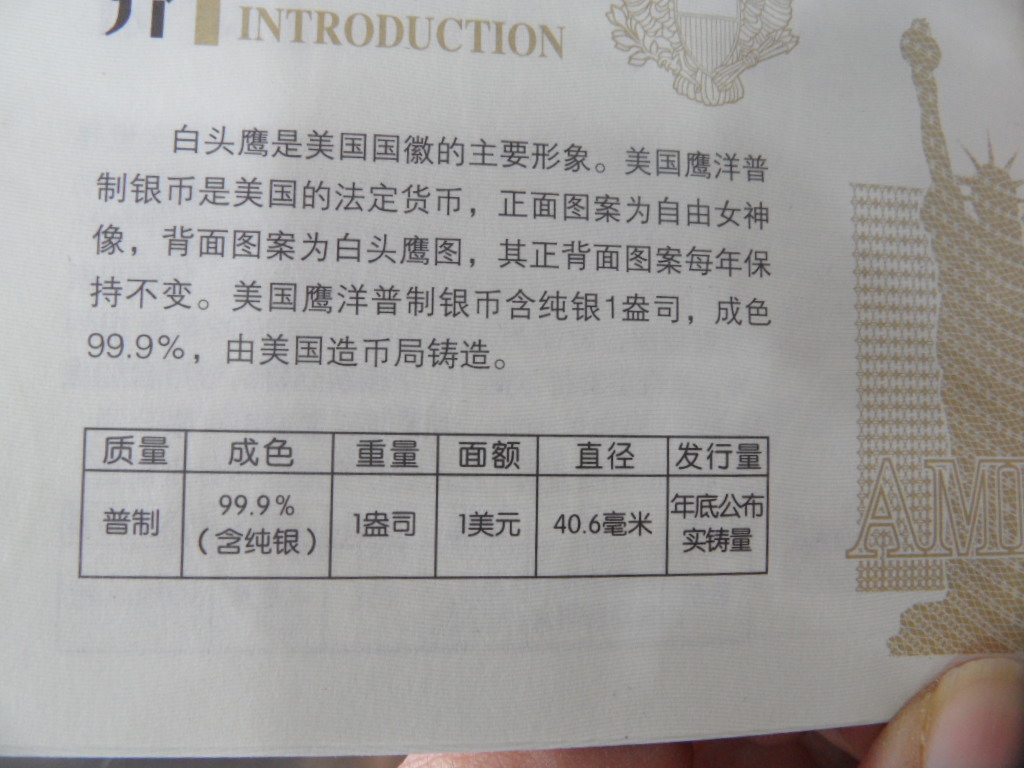 介 INTRODUCTION
白头鹰是美国国徽的主要形象。美国鹰洋普
制银币是美国的法定货币，正面图案为自由女神
像，背面图案为白头鹰图，其正背面图案每年保
持不变。美国鹰洋普制银币含纯银1盎司，成色
99.9%，由美国造币局铸造。
质量 成色 重量 面额 直径 发行量
普制 99.9% 1盎司 1美元 40.6毫米 年底公布
（含纯银） 实铸量
AM